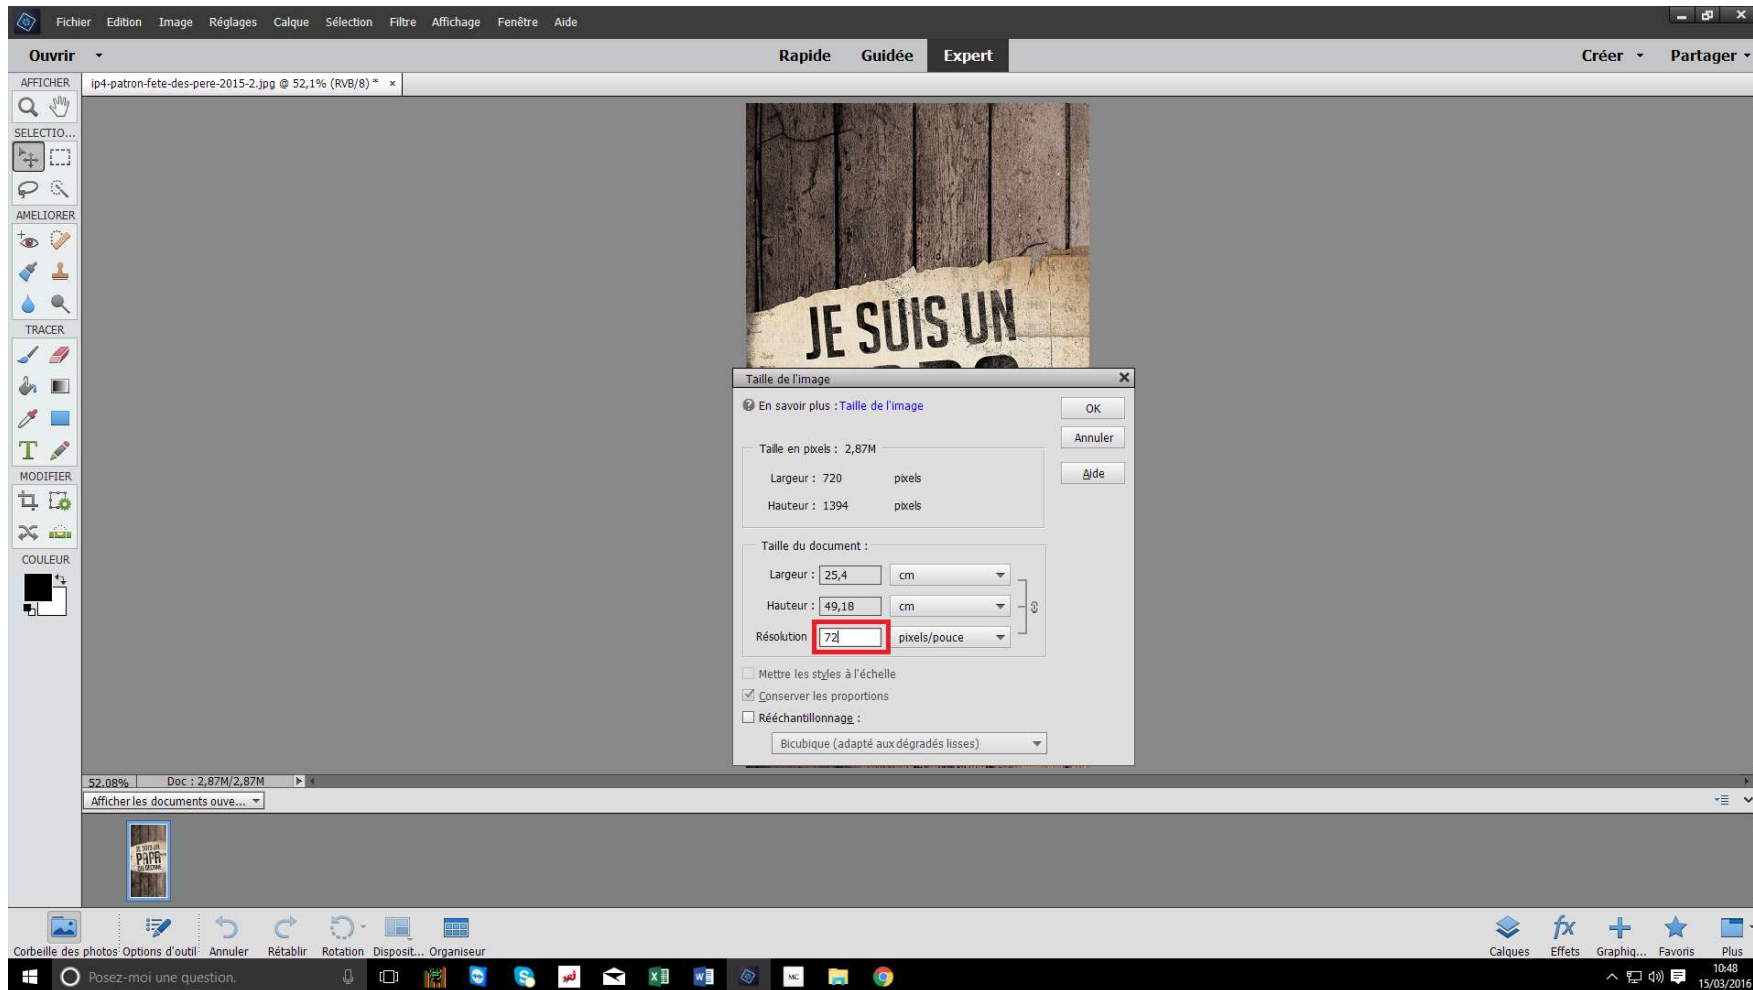 Fichier Edition Image Réglages Calque Sélection Filtre Affichage Fenêtre Aide
Ouvrir Rapide Guidée Expert Créer Partager
AFFICHER
ip4-patron-fete-des-pere-2015-2.jpg @ 52,1% (RVB/8) * ×
SELECTIO...
AMELIORER
TRACER
MODIFIER
COULEUR
JE SUIS UN
Taille de l'image
En savoir plus : Taille de l'image
OK
Annuler
Aide
Taille en pixels : 2,87M
Largeur : 720 pixels
Hauteur : 1394 pixels
Taille du document :
Largeur : 25,4 cm
Hauteur : 49,18 cm
Résolution 72 pixels/pouce
Mettre les styles à l'échelle
Conserver les proportions
Rééchantillonnage :
Bicubique (adapté aux dégradés lisses)
52.08% Doc : 2,87M/2,87M
Afficher les documents ouve...
JE SUIS UN
PAPA
Corbeille des photos Options d'outil Annuler Rétablir Rotation Disposit... Organiseur
Calques Effets Graphiq... Favoris Plus
Posez-moi une question.
MC
10:48
15/03/2016